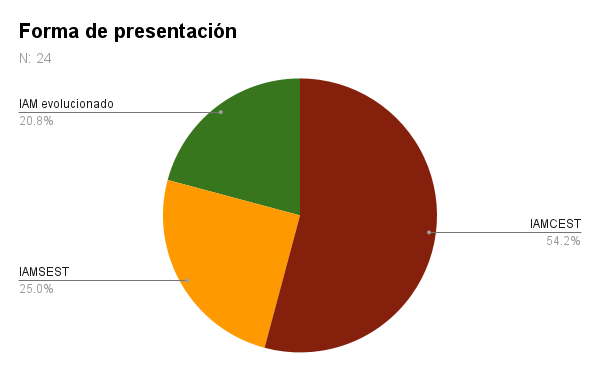 Forma de presentación
N: 24
IAM evolucionado
20.8%
IAMCEST
54.2%
IAMSEST
25.0%